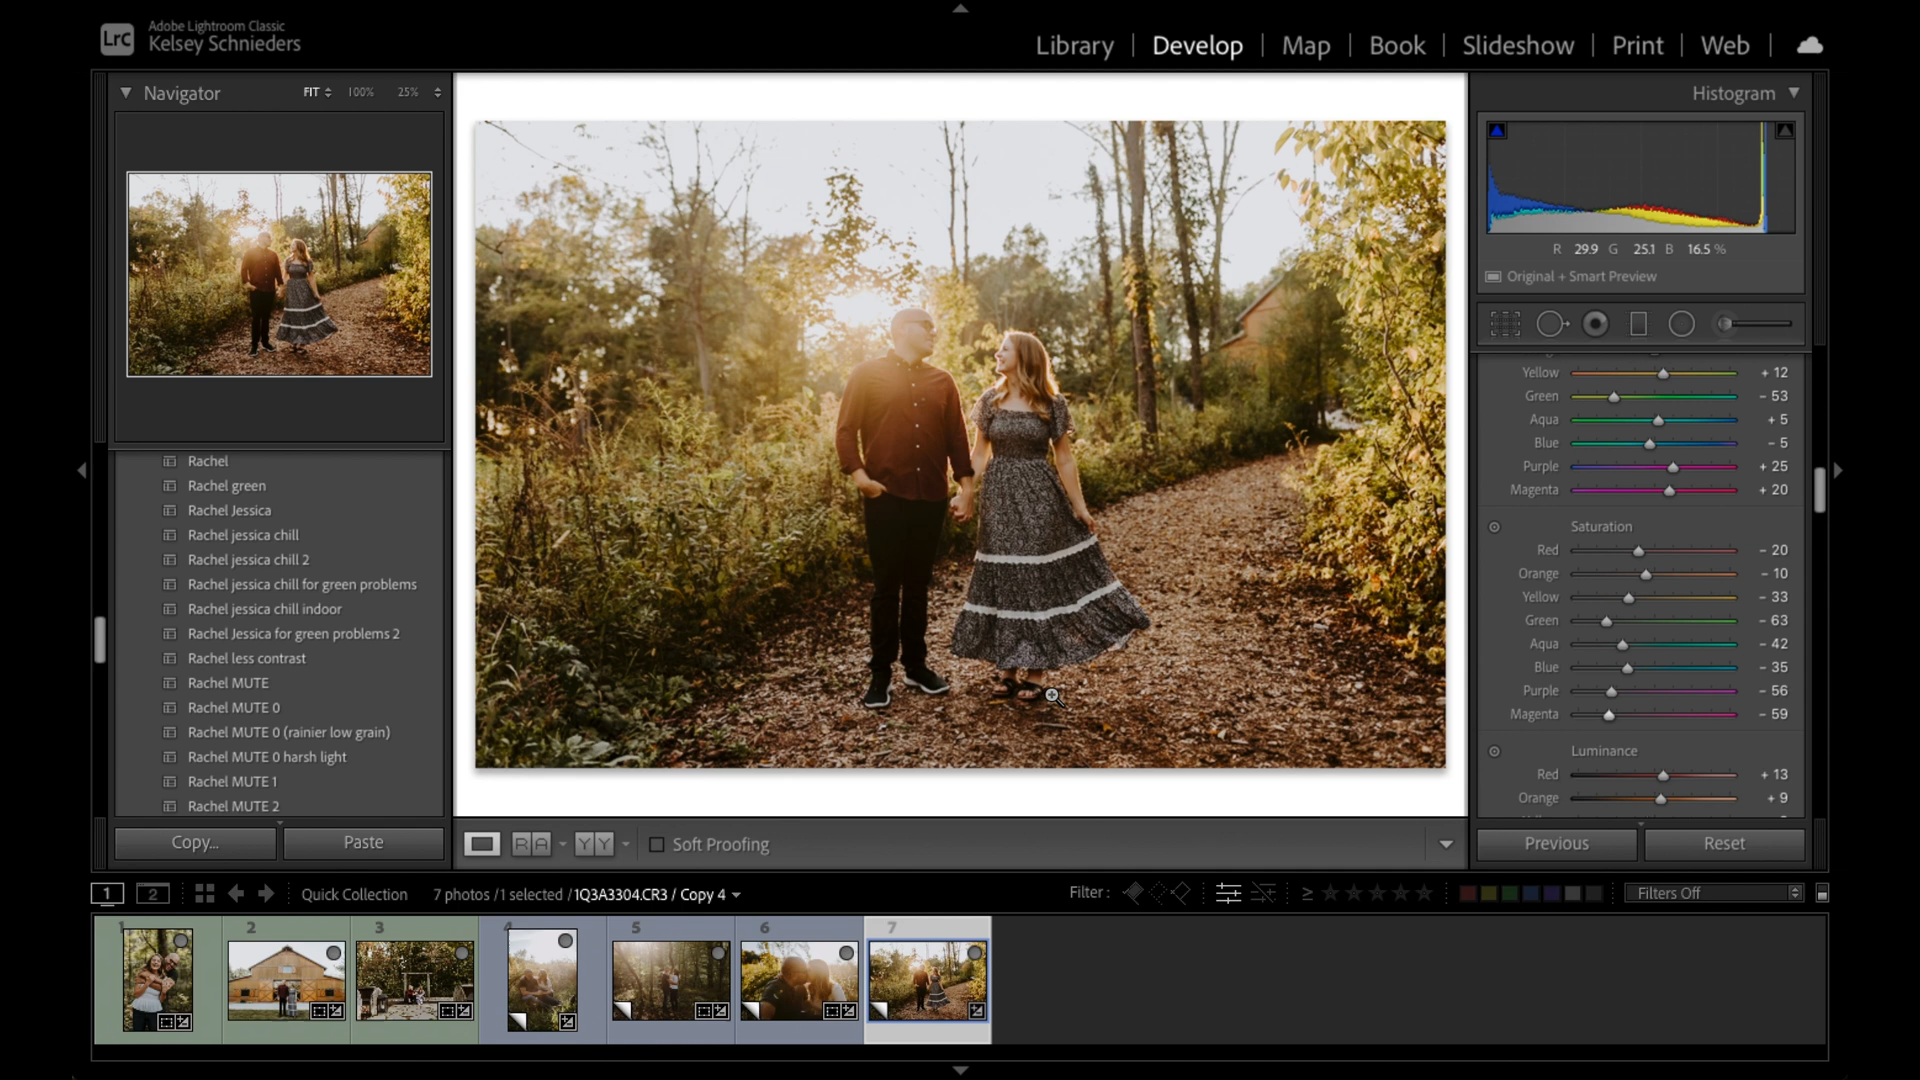 Lrc
Adobe Lightroom Classic
Kelsey Schnieders
Library
Develop
Map
Book
Slideshow
Print
Web
Navigator
FIT
100%
25%
Rachel
Rachel green
Rachel Jessica
Rachel jessica chill
Rachel jessica chill 2
Rachel jessica chill for green problems
Rachel jessica chill indoor
Rachel Jessica for green problems 2
Rachel less contrast
Rachel MUTE
Rachel MUTE 0
Rachel MUTE 0 (rainier low grain)
Rachel MUTE 0 harsh light
Rachel MUTE 1
Rachel MUTE 2
Copy...
Paste
R A
Y Y
Soft Proofing
Histogram
R 29.9 G 25.1 B 16.5 %
Original + Smart Preview
Yellow + 12
Green - 53
Aqua + 5
Blue - 5
Purple + 25
Magenta + 20
Saturation
Red - 20
Orange - 10
Yellow - 33
Green - 63
Aqua - 42
Blue - 35
Purple - 56
Magenta - 59
Luminance
Red + 13
Orange + 9
Previous
Reset
1
2
Quick Collection
7 photos / 1 selected / 1Q3A3304.CR3 / Copy 4
Filter :
≥
Filters Off
1
2
3
4
5
6
7